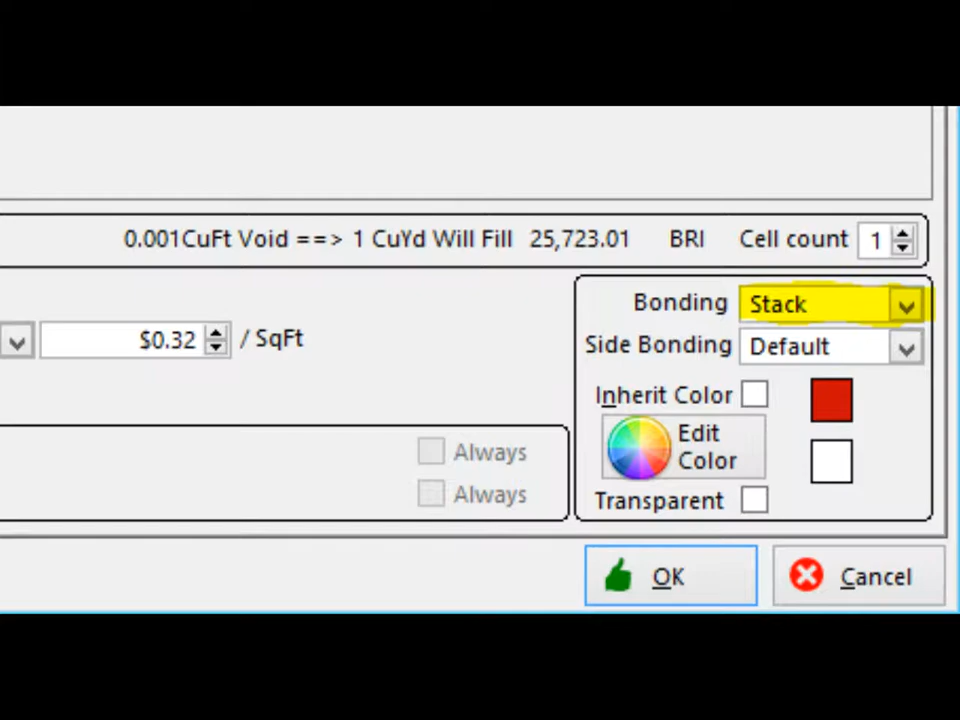 0.001CuFt Void ==> 1 CuYd Will Fill 25,723.01 BRI Cell count 1
Bonding Stack
$0.32 / SqFt
Side Bonding Default
Inherit Color
Edit
Color
Always
Always
Transparent
OK Cancel